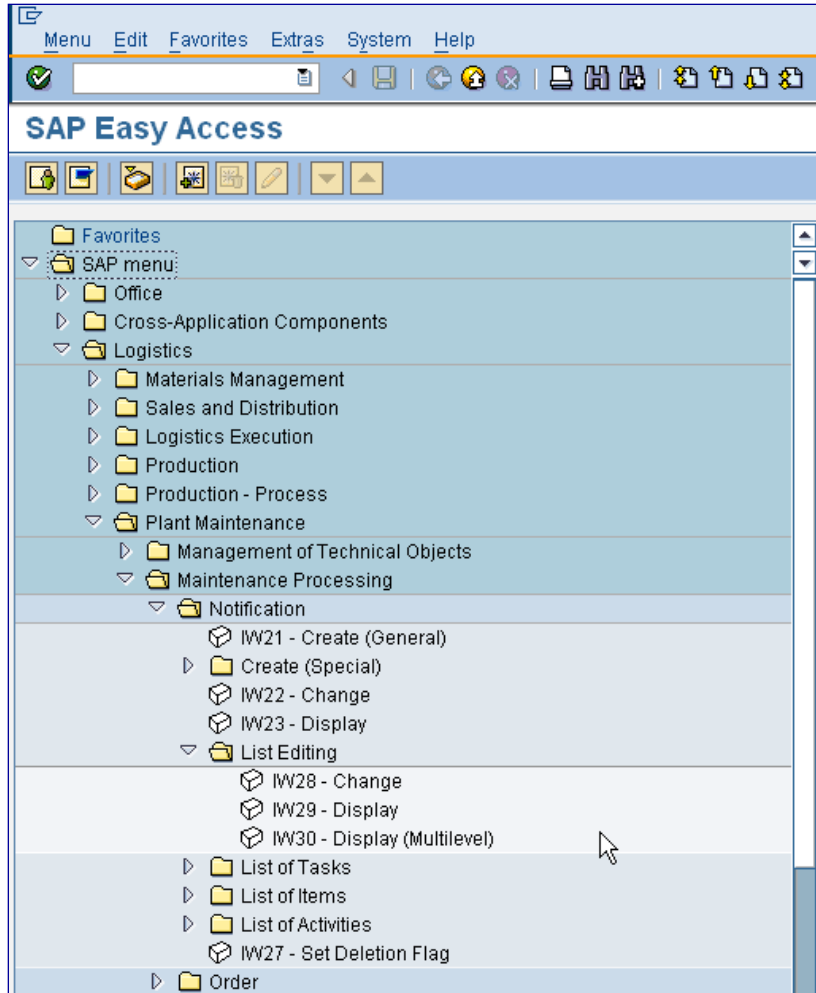 Menu Edit Favorites Extras System Help
SAP Easy Access
Favorites
SAP menu
Office
Cross-Application Components
Logistics
Materials Management
Sales and Distribution
Logistics Execution
Production
Production - Process
Plant Maintenance
Management of Technical Objects
Maintenance Processing
Notification
IW21 - Create (General)
Create (Special)
IW22 - Change
IW23 - Display
List Editing
IW28 - Change
IW29 - Display
IW30 - Display (Multilevel)
List of Tasks
List of Items
List of Activities
IW27 - Set Deletion Flag
Order